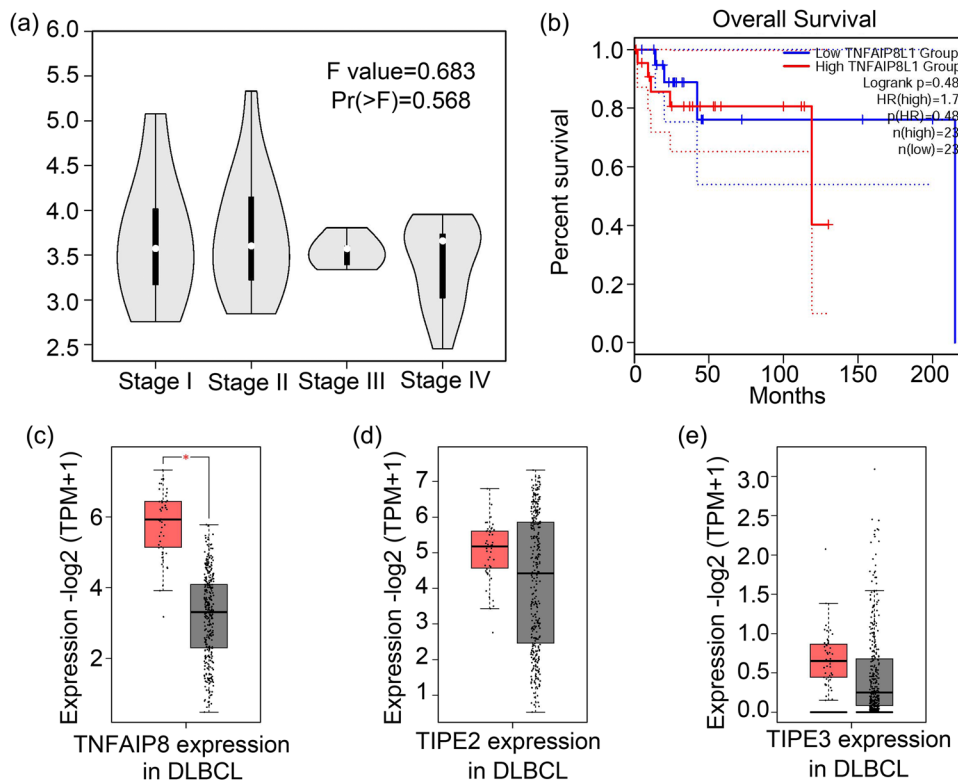 (a)
6.0
5.5
5.0
4.5
4.0
3.5
3.0
2.5
F value=0.683
Pr(>F)=0.568
Stage I
Stage II
Stage III
Stage IV
(b)
Overall Survival
Percent survival
1.0
0.8
0.6
0.4
0.2
0.0
Low TNFAIP8L1 Group
High TNFAIP8L1 Group
Logrank p=0.48
HR(high)=1.7
p(HR)=0.48
n(high)=23
n(low)=23
0
50
100
150
200
Months
(c)
Expression -log2 (TPM+1)
6
4
2
*
TNFAIP8 expression
in DLBCL
(d)
Expression -log2 (TPM+1)
7
6
5
4
3
2
1
TIPE2 expression
in DLBCL
(e)
Expression -log2 (TPM+1)
3.0
2.5
2.0
1.5
1.0
0.5
0.0
TIPE3 expression
in DLBCL